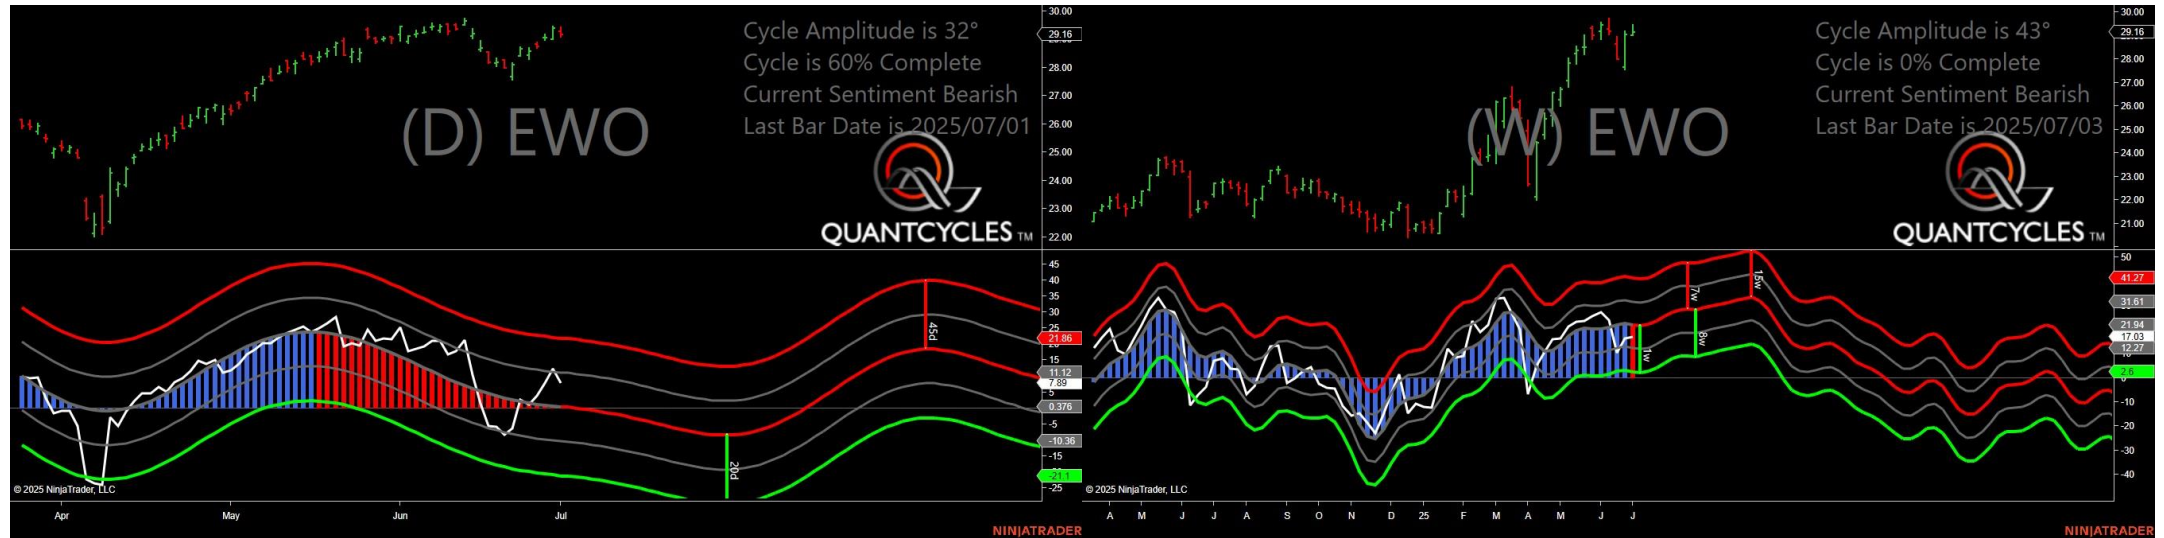 Cycle Amplitude is 32°
Cycle is 60% Complete
Current Sentiment Bearish
Last Bar Date is 2025/07/01
(D) EWO
QUANTCYCLES TM
30.00
29.16
28.00
27.00
26.00
25.00
24.00
23.00
22.00
45
40
35
30
25
21.86
15
11.12
7.89
5
0.376
-5
-10.36
-15
-21.1
-25
45d
20d
© 2025 NinjaTrader, LLC
Apr May Jun Jul
NINJATRADER
Cycle Amplitude is 43°
Cycle is 0% Complete
Current Sentiment Bearish
Last Bar Date is 2025/07/03
(W) EWO
QUANTCYCLES TM
30.00
29.16
28.00
27.00
26.00
25.00
24.00
23.00
22.00
21.00
50
41.27
31.61
21.94
17.03
12.27
2.6
-10
-20
-30
-40
7w
15w
1w
8w
© 2025 NinjaTrader, LLC
A M J J A S O N D 25 F M A M J J
NINJATRADER